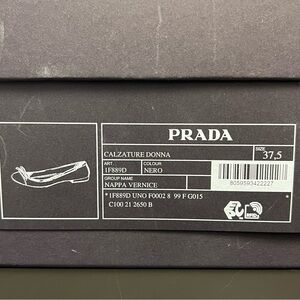 PRADA
CALZATURE DONNA
SIZE
37,5
ART.
COLOUR
1F889D
NERO
GROUP NAME
NAPPA VERNICE
8059593422227
*1F889D UNO F0002 8 99 F G015
C100 21 2650 B